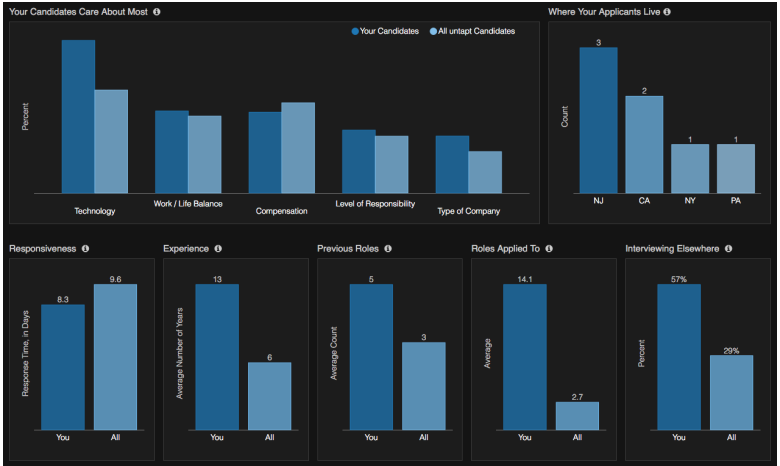 Your Candidates Care About Most
Where Your Applicants Live
Your Candidates
All untapt Candidates
Percent
Technology
Work / Life Balance
Compensation
Level of Responsibility
Type of Company
Count
3
2
1
1
NJ
CA
NY
PA
Responsiveness
Experience
Previous Roles
Roles Applied To
Interviewing Elsewhere
Response Time, in Days
8.3
9.6
You
All
Average Number of Years
13
6
You
All
Average Count
5
3
You
All
Average
14.1
2.7
You
All
Percent
57%
29%
You
All